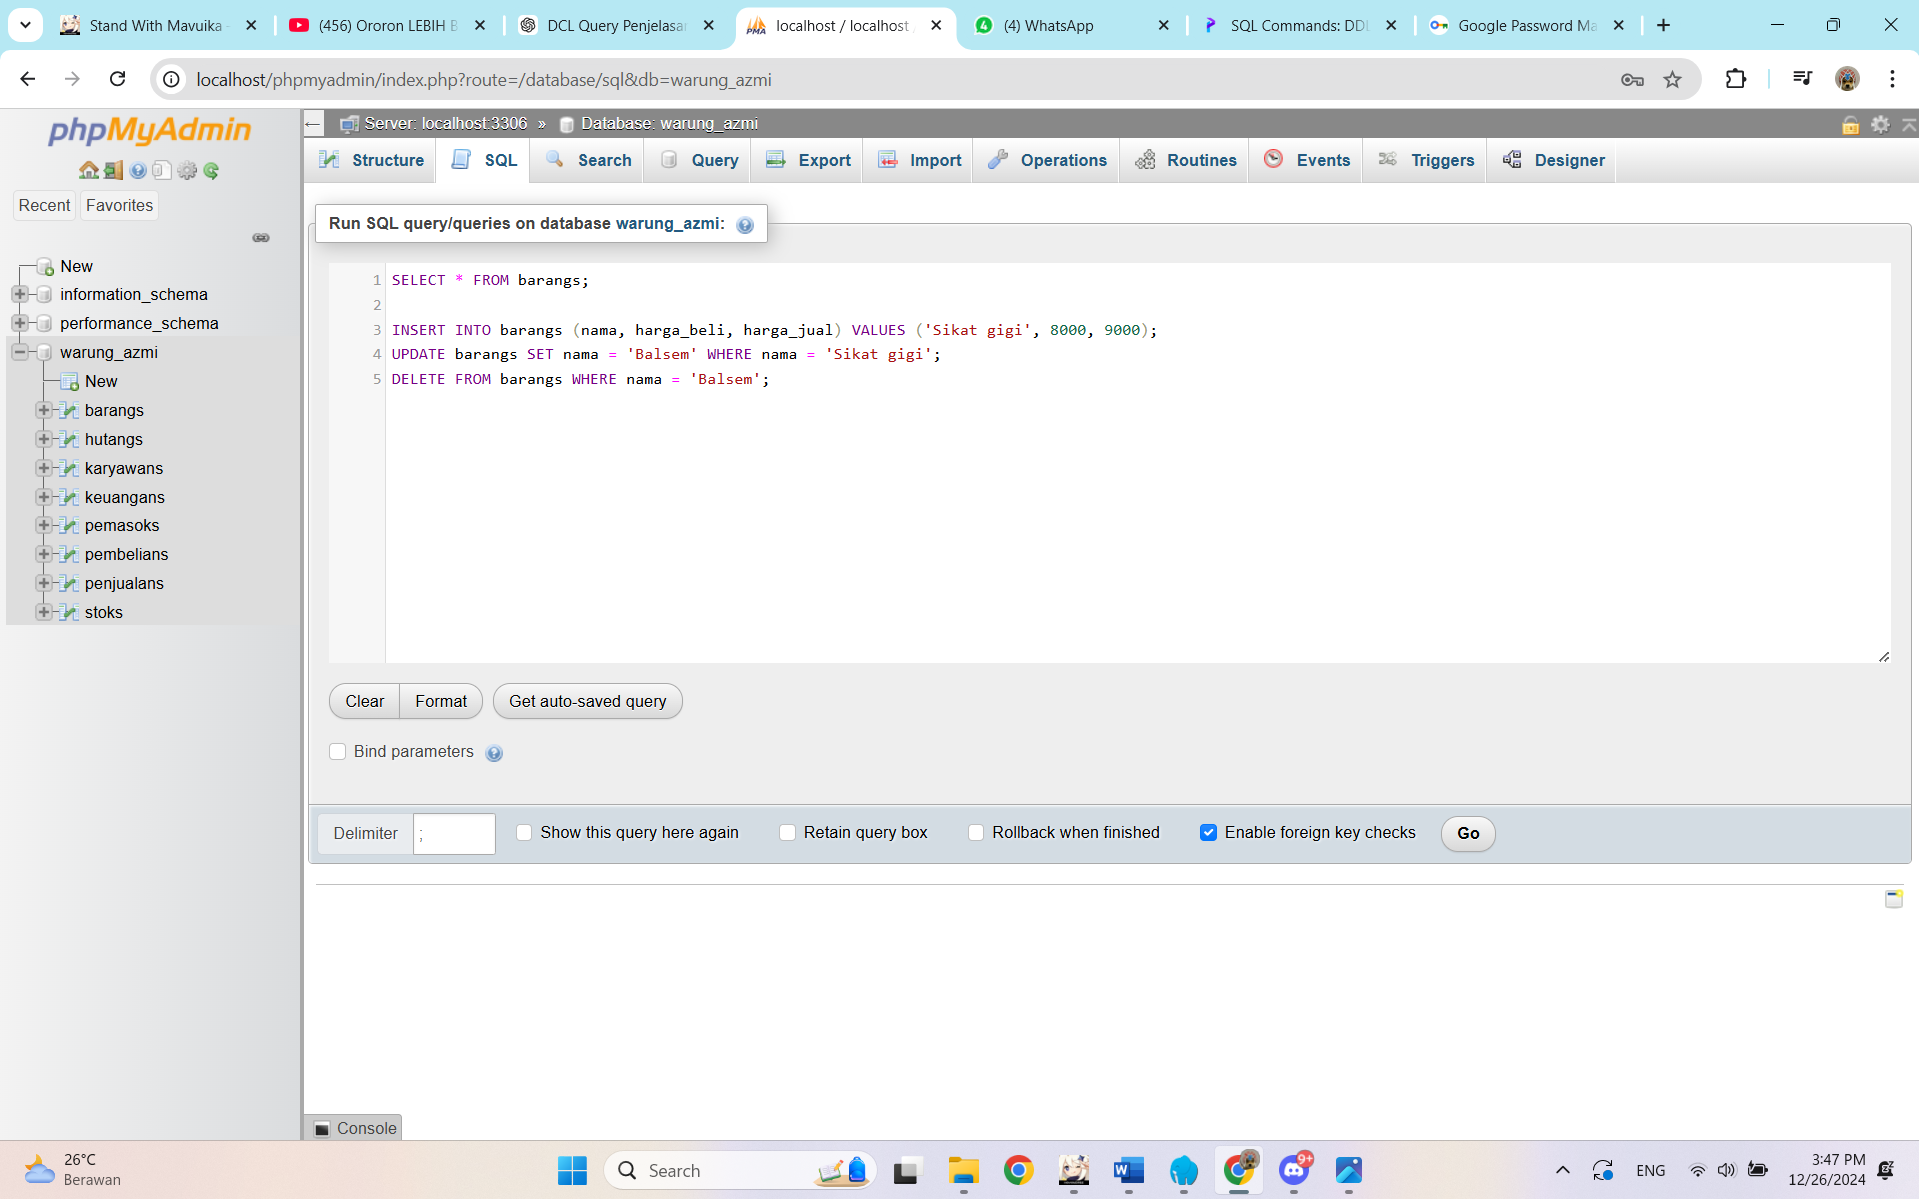 Stand With Mavuika -
(456) Ororon LEBIH B
DCL Query Penjelasan
localhost / localhost /
(4) WhatsApp
SQL Commands: DDL
Google Password Ma
localhost/phpmyadmin/index.php?route=/database/sql&db=warung_azmi
phpMyAdmin
Recent
Favorites
New
information_schema
performance_schema
warung_azmi
New
barangs
hutangs
karyawans
keuangans
pemasoks
pembelians
penjualans
stoks
Server: localhost:3306 » Database: warung_azmi
Structure
SQL
Search
Query
Export
Import
Operations
Routines
Events
Triggers
Designer
Run SQL query/queries on database warung_azmi:
1 SELECT * FROM barangs;
2
3 INSERT INTO barangs (nama, harga_beli, harga_jual) VALUES ('Sikat gigi', 8000, 9000);
4 UPDATE barangs SET nama = 'Balsem' WHERE nama = 'Sikat gigi';
5 DELETE FROM barangs WHERE nama = 'Balsem';
Clear
Format
Get auto-saved query
Bind parameters
Delimiter
;
Show this query here again
Retain query box
Rollback when finished
Enable foreign key checks
Go
Console
26°C
Berawan
Search
9+
ENG
3:47 PM
12/26/2024